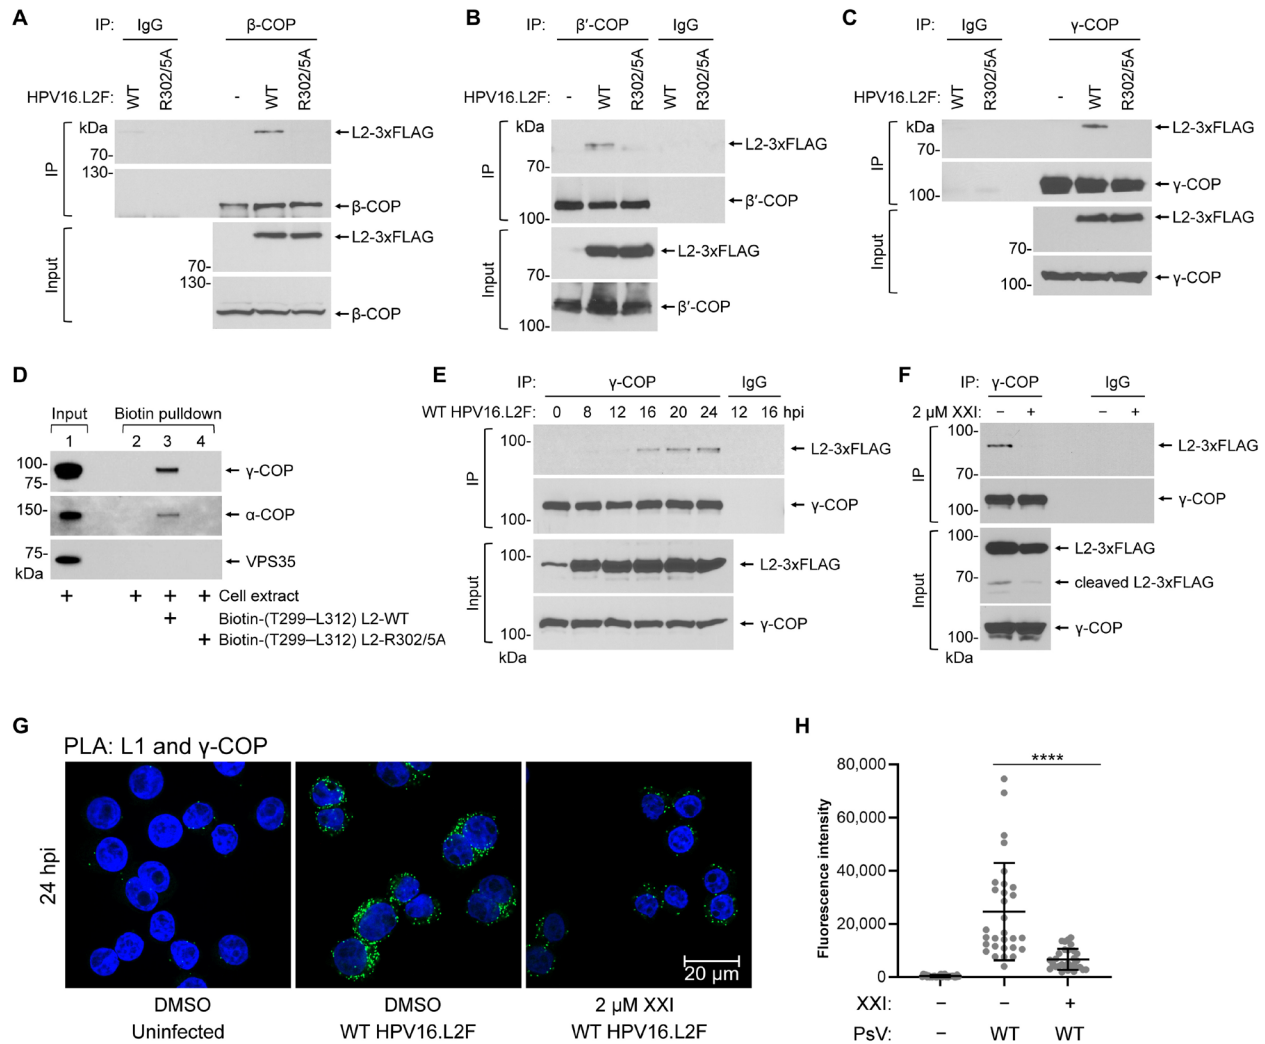 A
IP: IgG β-COP
HPV16.L2F: WT R302/5A - WT R302/5A
IP
kDa
L2-3xFLAG
70-
130-
β-COP
Input
L2-3xFLAG
70-
130-
β-COP
B
IP: β′-COP IgG
HPV16.L2F: - WT R302/5A WT R302/5A
IP
kDa
L2-3xFLAG
70-
β′-COP
100-
Input
L2-3xFLAG
70-
β′-COP
100-
C
IP: IgG γ-COP
HPV16.L2F: WT R302/5A - WT R302/5A
IP
kDa
L2-3xFLAG
70-
γ-COP
100-
Input
L2-3xFLAG
70-
γ-COP
100-
D
Input Biotin pulldown
1 2 3 4
100-
γ-COP
75-
150-
α-COP
75-
VPS35
kDa
+ + + + Cell extract
+ Biotin-(T299–L312) L2-WT
+ Biotin-(T299–L312) L2-R302/5A
E
IP: γ-COP IgG
WT HPV16.L2F: 0 8 12 16 20 24 12 16 hpi
IP
100-
L2-3xFLAG
γ-COP
100-
Input
100-
L2-3xFLAG
γ-COP
100-
kDa
F
IP: γ-COP IgG
2 µM XXI: – + – +
IP
100-
L2-3xFLAG
70-
γ-COP
100-
Input
100-
L2-3xFLAG
70-
cleaved L2-3xFLAG
γ-COP
100-
kDa
G
PLA: L1 and γ-COP
24 hpi
20 µm
DMSO DMSO 2 µM XXI
Uninfected WT HPV16.L2F WT HPV16.L2F
H
****
Fluorescence intensity
80,000
60,000
40,000
20,000
0
XXI: – – +
PsV: – WT WT